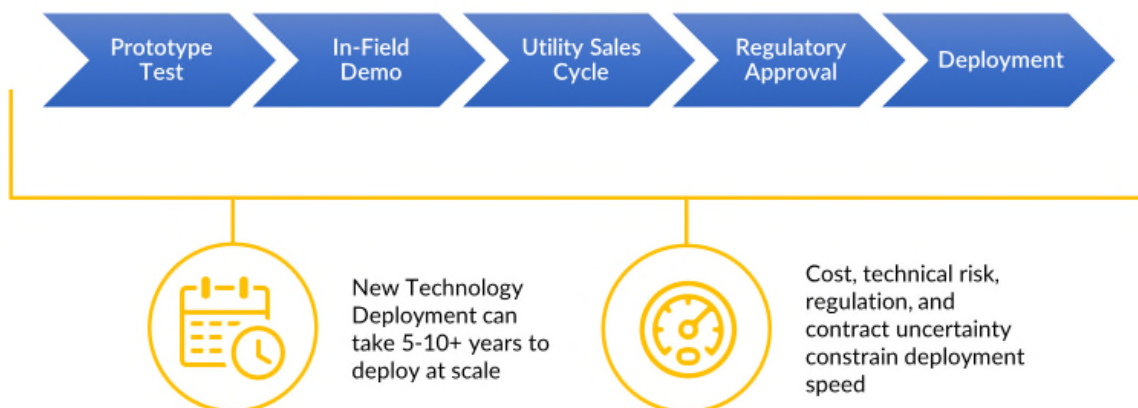 Prototype
Test
In-Field
Demo
Utility Sales
Cycle
Regulatory
Approval
Deployment
New Technology
Deployment can
take 5-10+ years to
deploy at scale
Cost, technical risk,
regulation, and
contract uncertainty
constrain deployment
speed